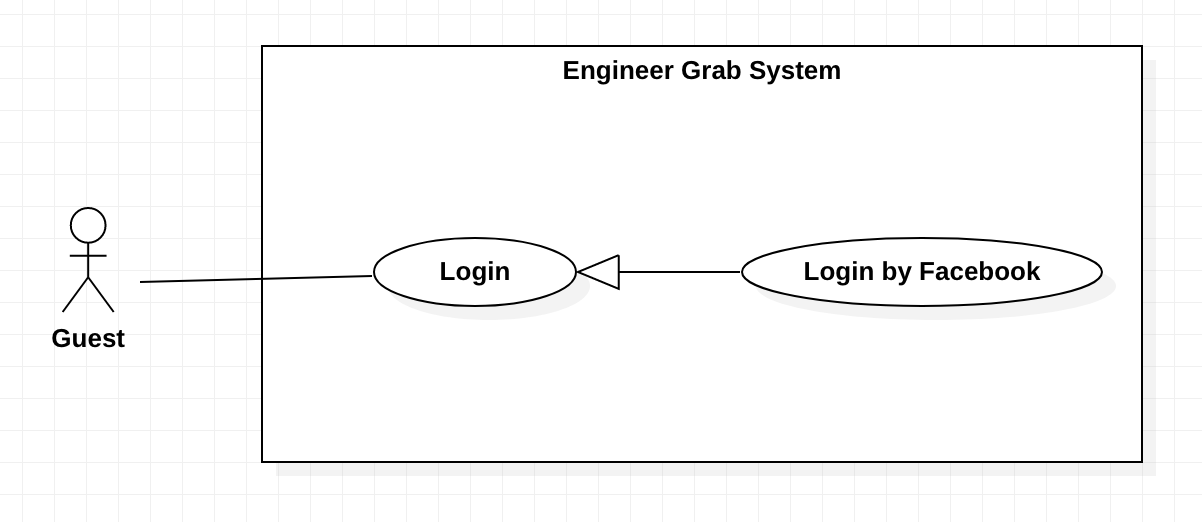 Engineer Grab System
Login
Login by Facebook
Guest